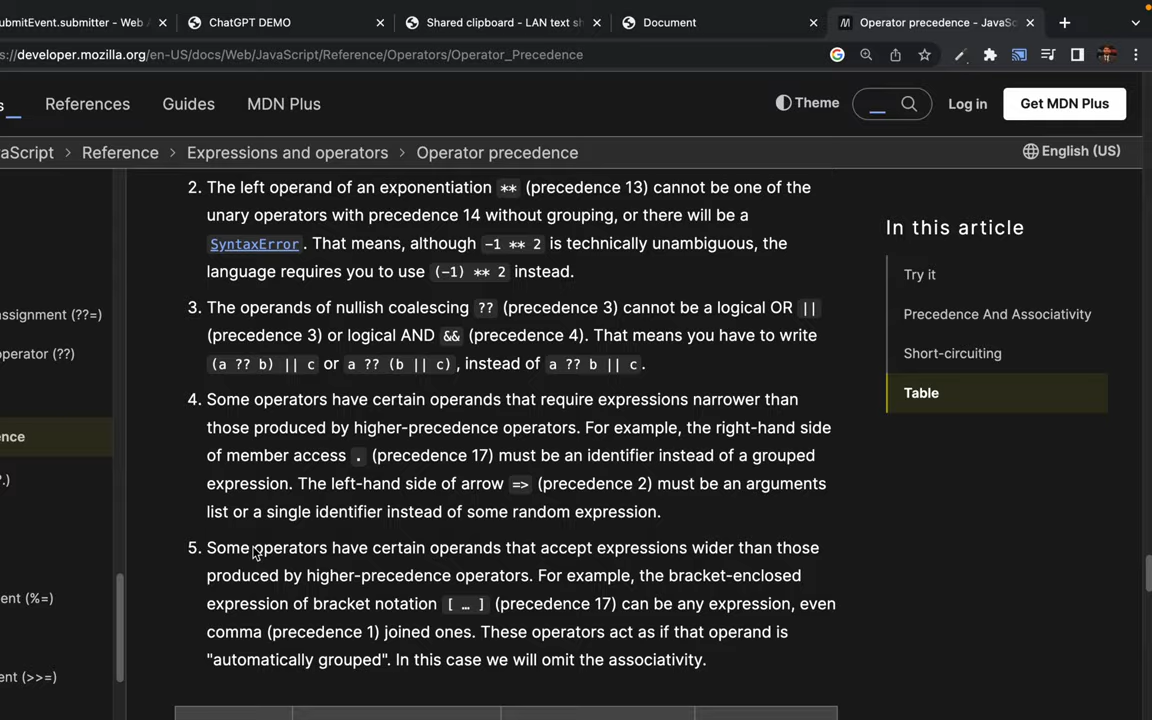 ubmitEvent.submitter - Web
ChatGPT DEMO
Shared clipboard - LAN text sh
Document
Operator precedence - JavaSc
s://developer.mozilla.org/en-US/docs/Web/JavaScript/Reference/Operators/Operator_Precedence
s
References
Guides
MDN Plus
Theme
Log in
Get MDN Plus
aScript > Reference > Expressions and operators > Operator precedence
English (US)
2. The left operand of an exponentiation ** (precedence 13) cannot be one of the
unary operators with precedence 14 without grouping, or there will be a
SyntaxError. That means, although -1 ** 2 is technically unambiguous, the
language requires you to use (-1) ** 2 instead.
3. The operands of nullish coalescing ?? (precedence 3) cannot be a logical OR ||
(precedence 3) or logical AND && (precedence 4). That means you have to write
(a ?? b) || c or a ?? (b || c), instead of a ?? b || c.
4. Some operators have certain operands that require expressions narrower than
those produced by higher-precedence operators. For example, the right-hand side
of member access . (precedence 17) must be an identifier instead of a grouped
expression. The left-hand side of arrow => (precedence 2) must be an arguments
list or a single identifier instead of some random expression.
5. Some operators have certain operands that accept expressions wider than those
produced by higher-precedence operators. For example, the bracket-enclosed
expression of bracket notation [ … ] (precedence 17) can be any expression, even
comma (precedence 1) joined ones. These operators act as if that operand is
"automatically grouped". In this case we will omit the associativity.
ssignment (??=)
perator (??)
ence
.)
ent (%=)
ent (>>=)
In this article
Try it
Precedence And Associativity
Short-circuiting
Table